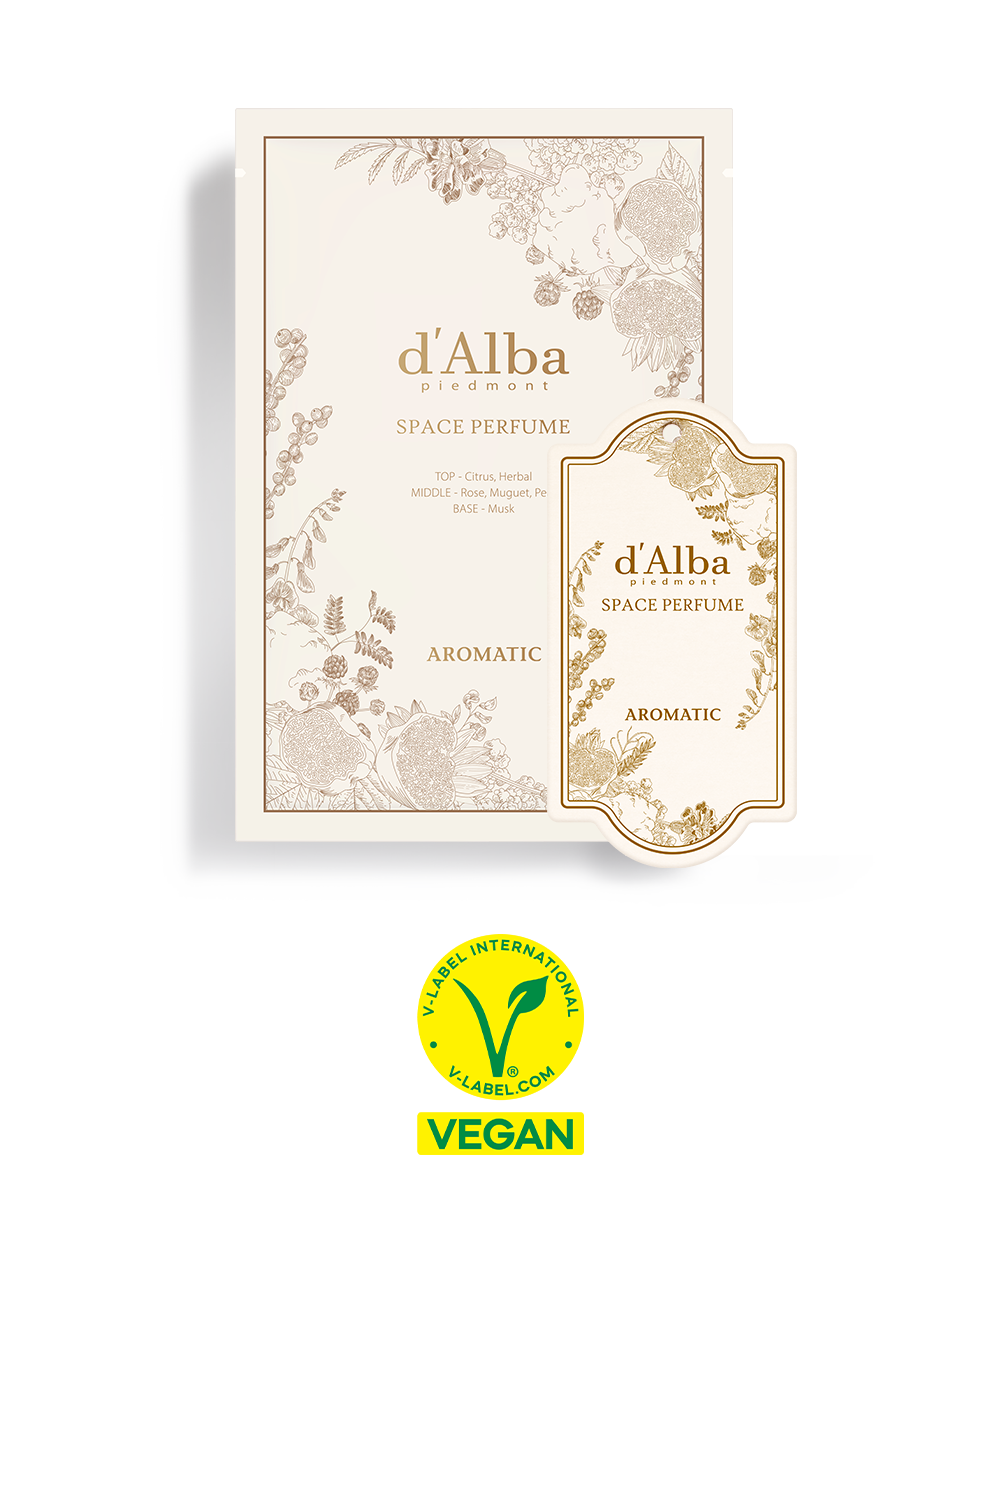 d'Alba
piedmont
SPACE PERFUME
TOP - Citrus, Herbal
MIDDLE - Rose, Muguet,
BASE - Musk
AROMATIC
d'Alba
piedmont
SPACE PERFUME
AROMATIC
V-LABEL INTERNATIONAL
®
V-LABEL.COM
VEGAN